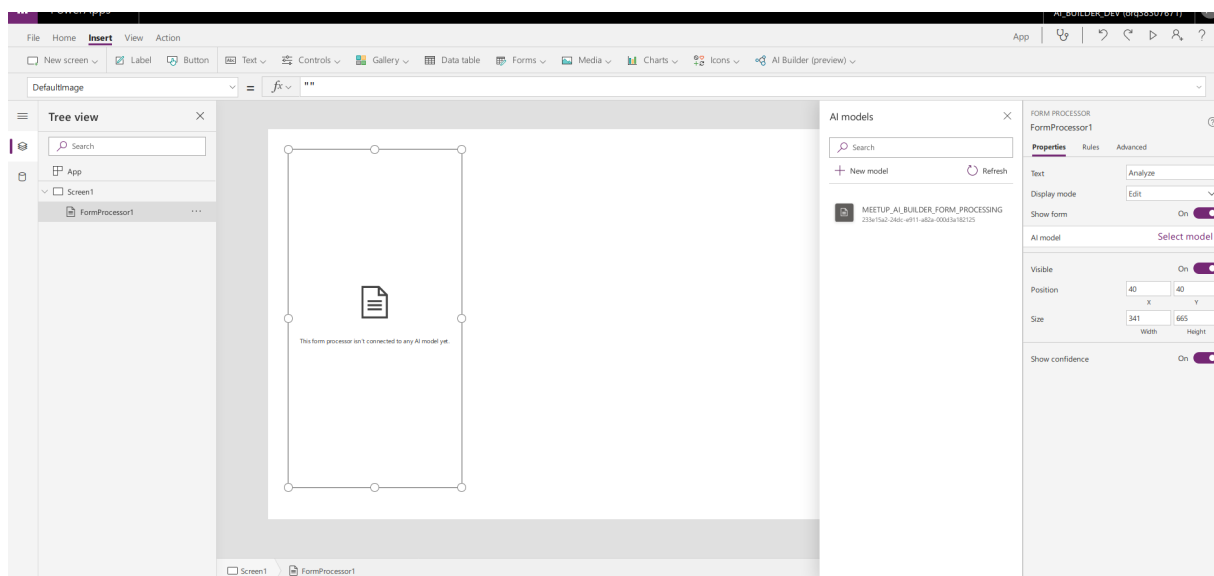 PowerApps
AI_BUILDER_DEV (org58307671)
File Home Insert View Action App
New screen Label Button Abc Text Controls Gallery Data table Forms Media Charts Icons AI Builder (preview)
DefaultImage = fx ""
Tree view
Search
App
Screen1
FormProcessor1 ...
This form processor isn't connected to any AI model yet.
Screen1 FormProcessor1
AI models
Search
New model Refresh
MEETUP_AI_BUILDER_FORM_PROCESSING
233e15a2-24dc-e911-a82a-000d3a182125
FORM PROCESSOR
FormProcessor1
Properties Rules Advanced
Text Analyze
Display mode Edit
Show form On
AI model Select model
Visible On
Position 40 40
X Y
Size 341 665
Width Height
Show confidence On